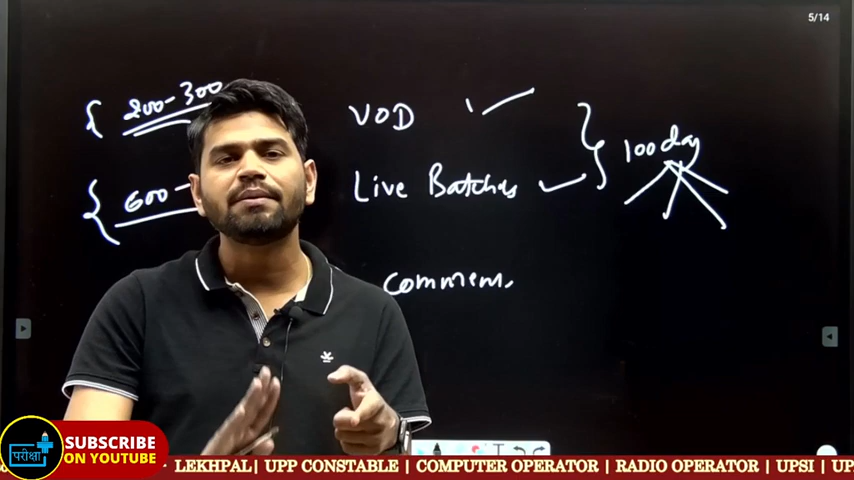 5/14
{ 200-300 VOD ✓ } 100 day
{ 600- Live Batches ✓
Commem.
परीक्षा
SUBSCRIBE
ON YOUTUBE
LEKHPAL| UPP CONSTABLE | COMPUTER OPERATOR | RADIO OPERATOR | UPSI | UP